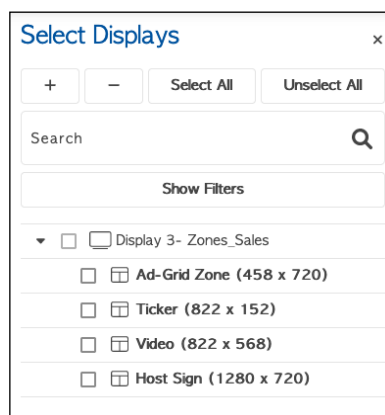 Select Displays
×
+ − Select All Unselect All
Search
Show Filters
Display 3- Zones_Sales
Ad-Grid Zone (458 x 720)
Ticker (822 x 152)
Video (822 x 568)
Host Sign (1280 x 720)